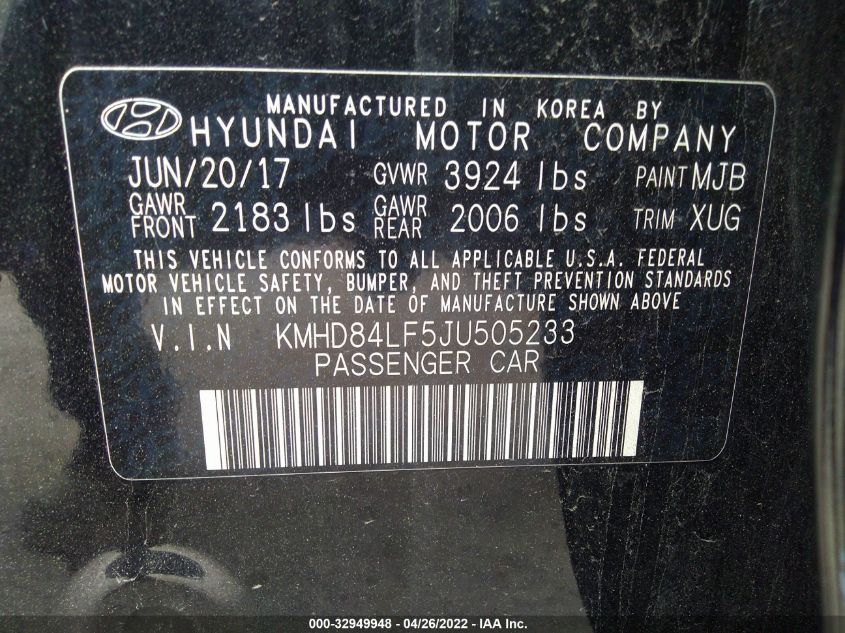 MANUFACTURED IN KOREA BY
HYUNDAI MOTOR COMPANY
JUN/20/17 GVWR 3924 lbs PAINT MJB
GAWR FRONT 2183 lbs GAWR REAR 2006 lbs TRIM XUG
THIS VEHICLE CONFORMS TO ALL APPLICABLE U.S.A. FEDERAL
MOTOR VEHICLE SAFETY, BUMPER, AND THEFT PREVENTION STANDARDS
IN EFFECT ON THE DATE OF MANUFACTURE SHOWN ABOVE
V.I.N KMHD84LF5JU505233
PASSENGER CAR
000-32949948 - 04/26/2022 - IAA Inc.